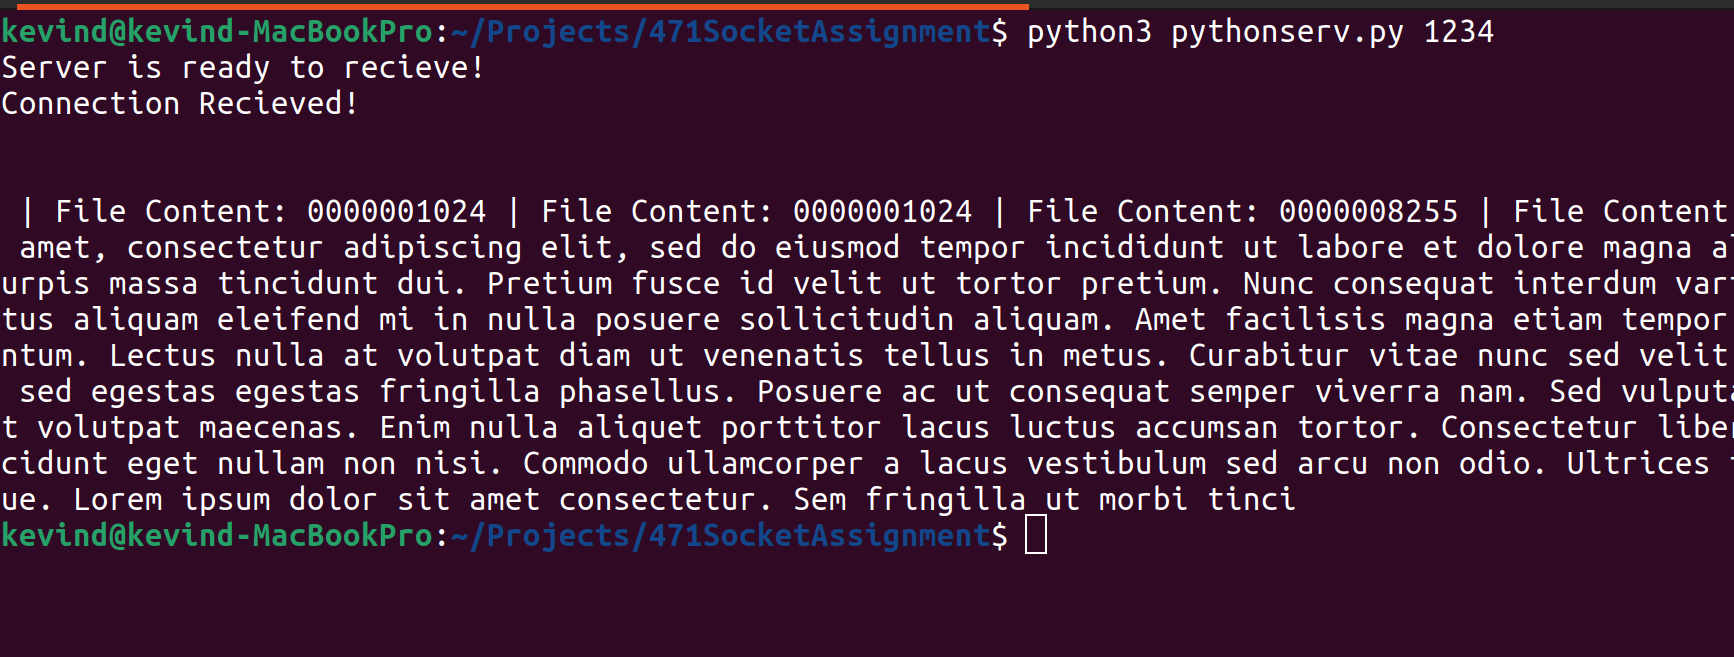 kevind@kevind-MacBookPro:~/Projects/471SocketAssignment$ python3 pythonserv.py 1234
Server is ready to recieve!
Connection Recieved!
| File Content: 0000001024 | File Content: 0000001024 | File Content: 0000008255 | File Content
amet, consectetur adipiscing elit, sed do eiusmod tempor incididunt ut labore et dolore magna al
urpis massa tincidunt dui. Pretium fusce id velit ut tortor pretium. Nunc consequat interdum vari
tus aliquam eleifend mi in nulla posuere sollicitudin aliquam. Amet facilisis magna etiam tempor
ntum. Lectus nulla at volutpat diam ut venenatis tellus in metus. Curabitur vitae nunc sed velit
sed egestas egestas fringilla phasellus. Posuere ac ut consequat semper viverra nam. Sed vulputa
t volutpat maecenas. Enim nulla aliquet porttitor lacus luctus accumsan tortor. Consectetur liber
cidunt eget nullam non nisi. Commodo ullamcorper a lacus vestibulum sed arcu non odio. Ultrices
ue. Lorem ipsum dolor sit amet consectetur. Sem fringilla ut morbi tinci
kevind@kevind-MacBookPro:~/Projects/471SocketAssignment$